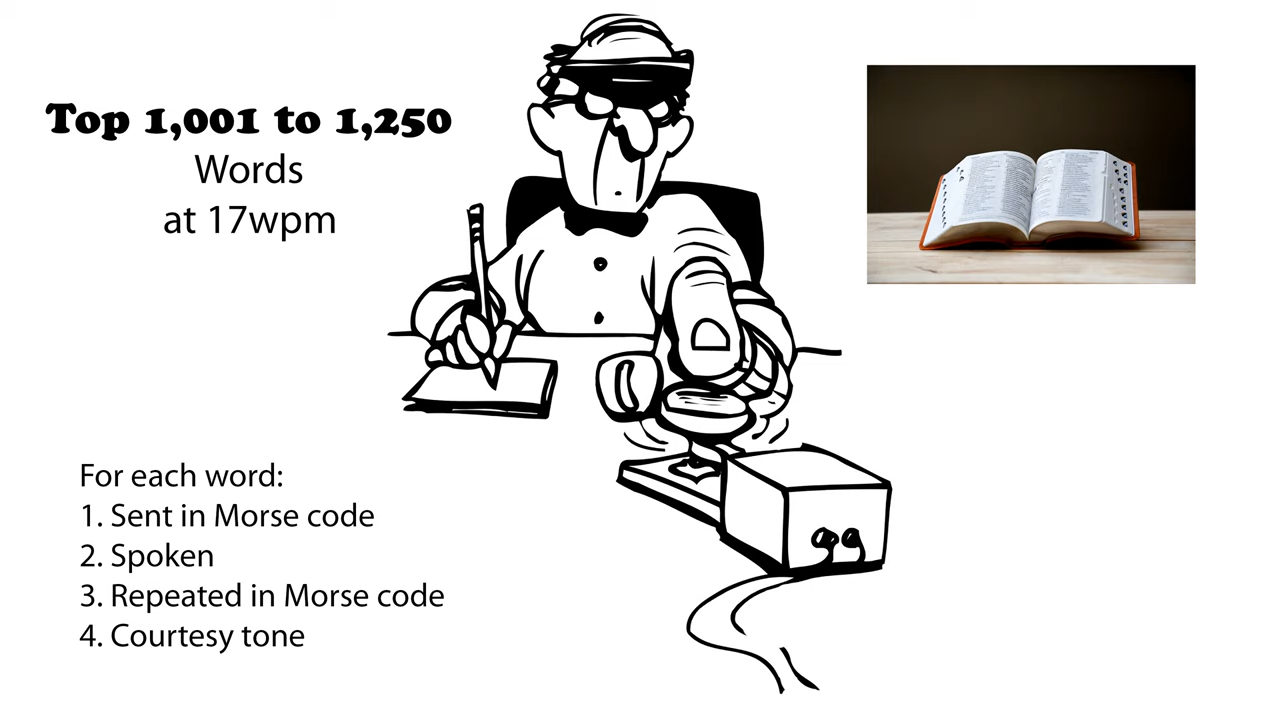 Top 1,001 to 1,250
Words
at 17wpm
For each word:
1. Sent in Morse code
2. Spoken
3. Repeated in Morse code
4. Courtesy tone